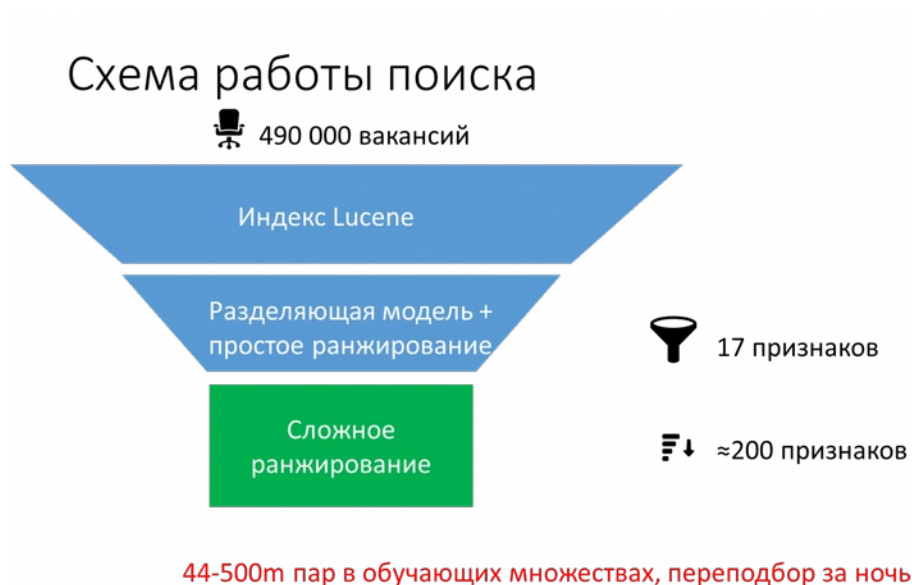 Схема работы поиска
490 000 вакансий
Индекс Lucene
Разделяющая модель +
простое ранжирование
17 признаков
Сложное
ранжирование
≈200 признаков
44-500m пар в обучающих множествах, переподбор за ночь